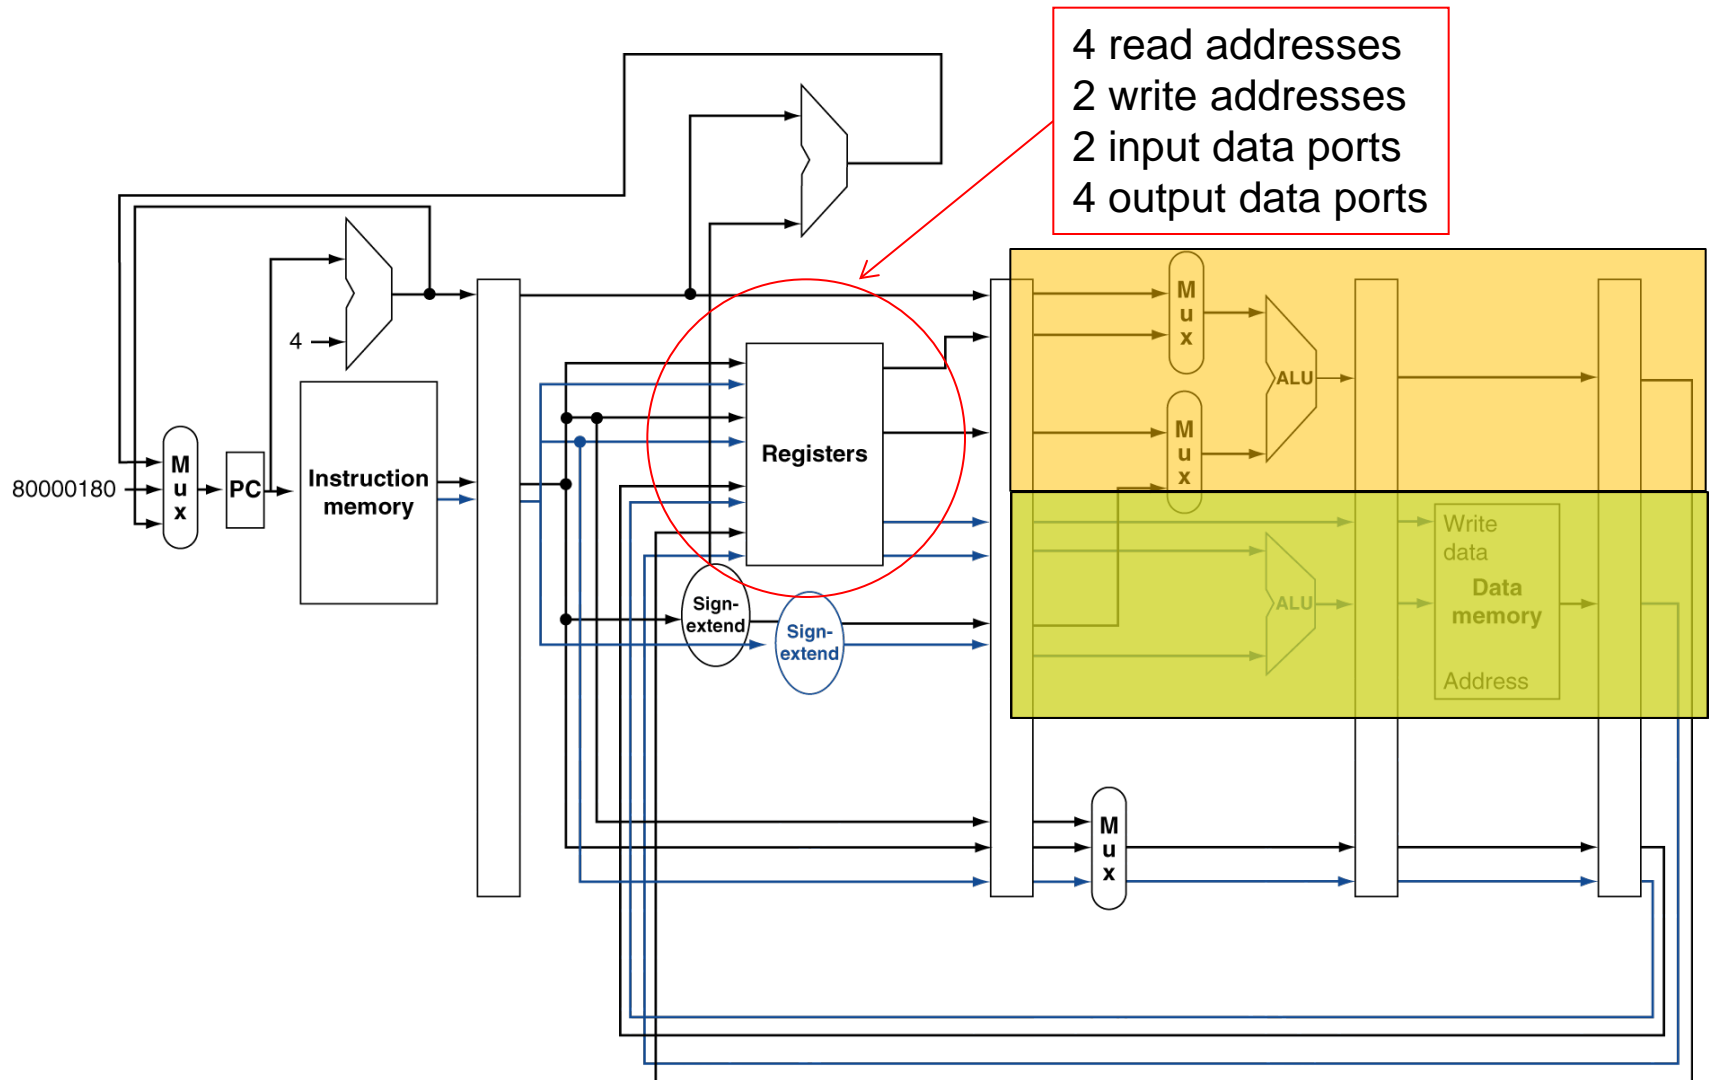 4 read addresses
2 write addresses
2 input data ports
4 output data ports
M
u
x
ALU
4
M
u
x
Registers
M
u
x
80000180
PC
Instruction
memory
Write
data
Data
memory
Address
ALU
Sign-
extend
Sign-
extend
M
u
x